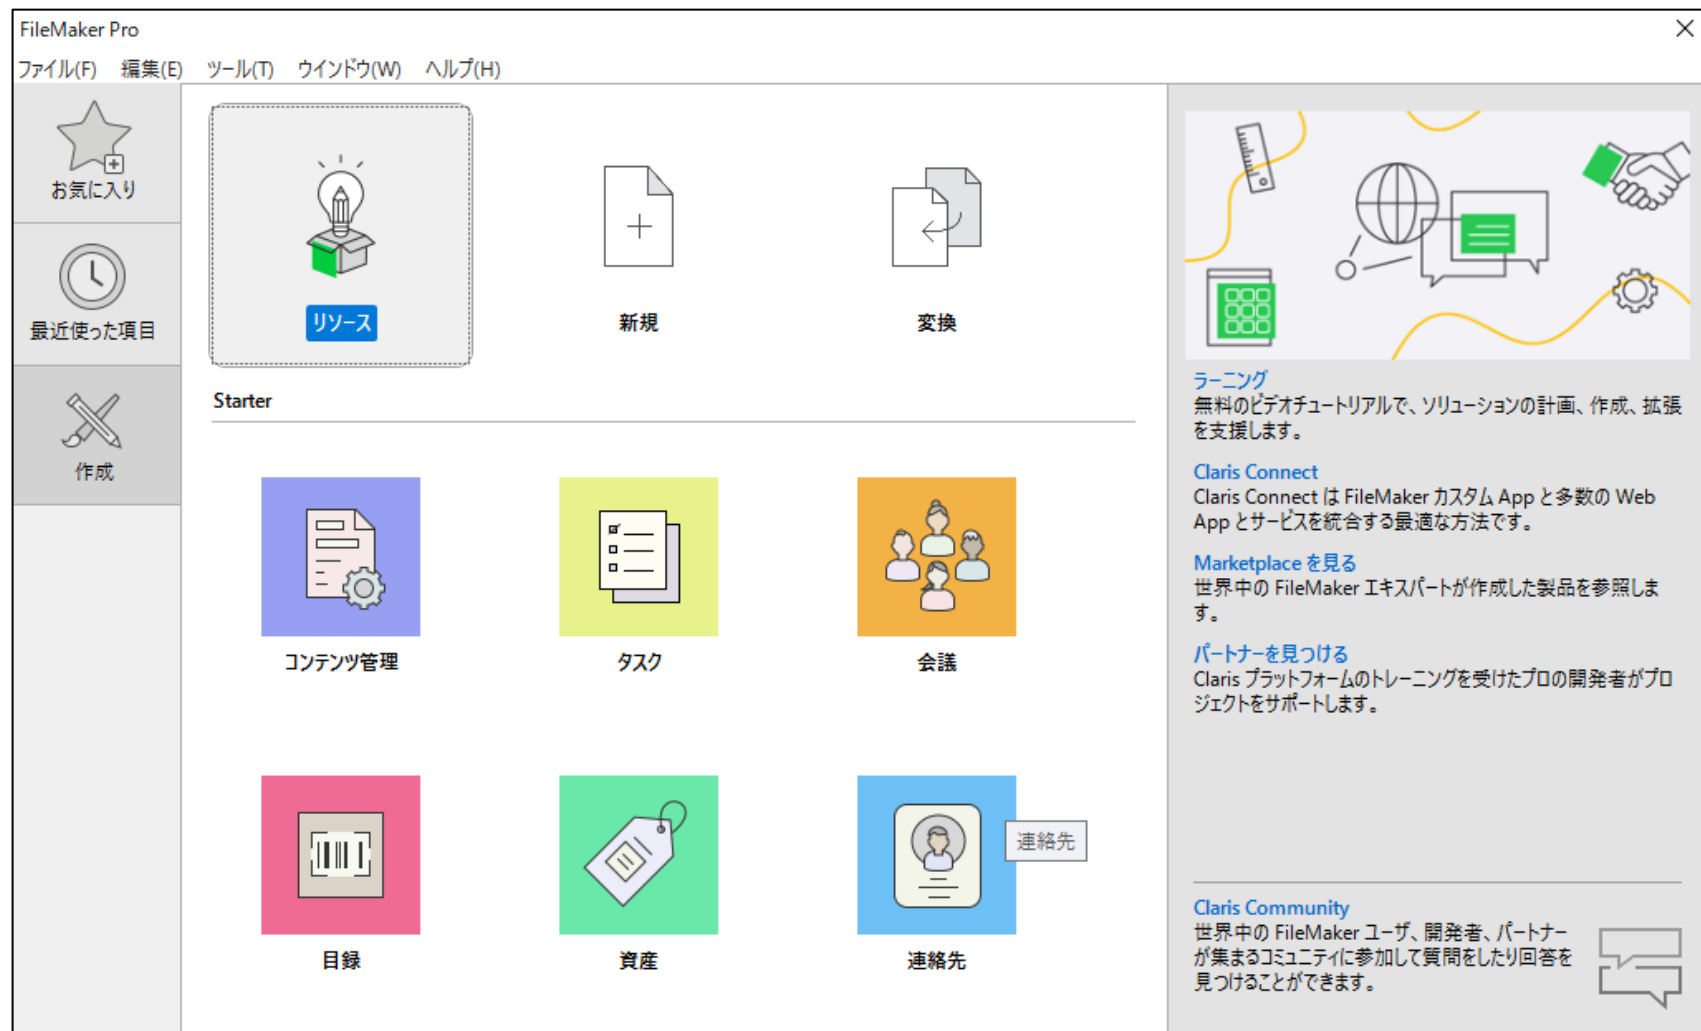 FileMaker Pro
ファイル(F) 編集(E) ツール(T) ウインドウ(W) ヘルプ(H)
お気に入り
最近使った項目
作成
リソース
新規
変換
Starter
コンテンツ管理
タスク
会議
目録
資産
連絡先
連絡先
ラーニング
無料のビデオチュートリアルで、ソリューションの計画、作成、拡張
を支援します。
Claris Connect
Claris Connect は FileMaker カスタム App と多数の Web
App とサービスを統合する最適な方法です。
Marketplace を見る
世界中の FileMaker エキスパートが作成した製品を参照しま
す。
パートナーを見つける
Claris プラットフォームのトレーニングを受けたプロの開発者がプロ
ジェクトをサポートします。
Claris Community
世界中の FileMaker ユーザ、開発者、パートナー
が集まるコミュニティに参加して質問をしたり回答を
見つけることができます。